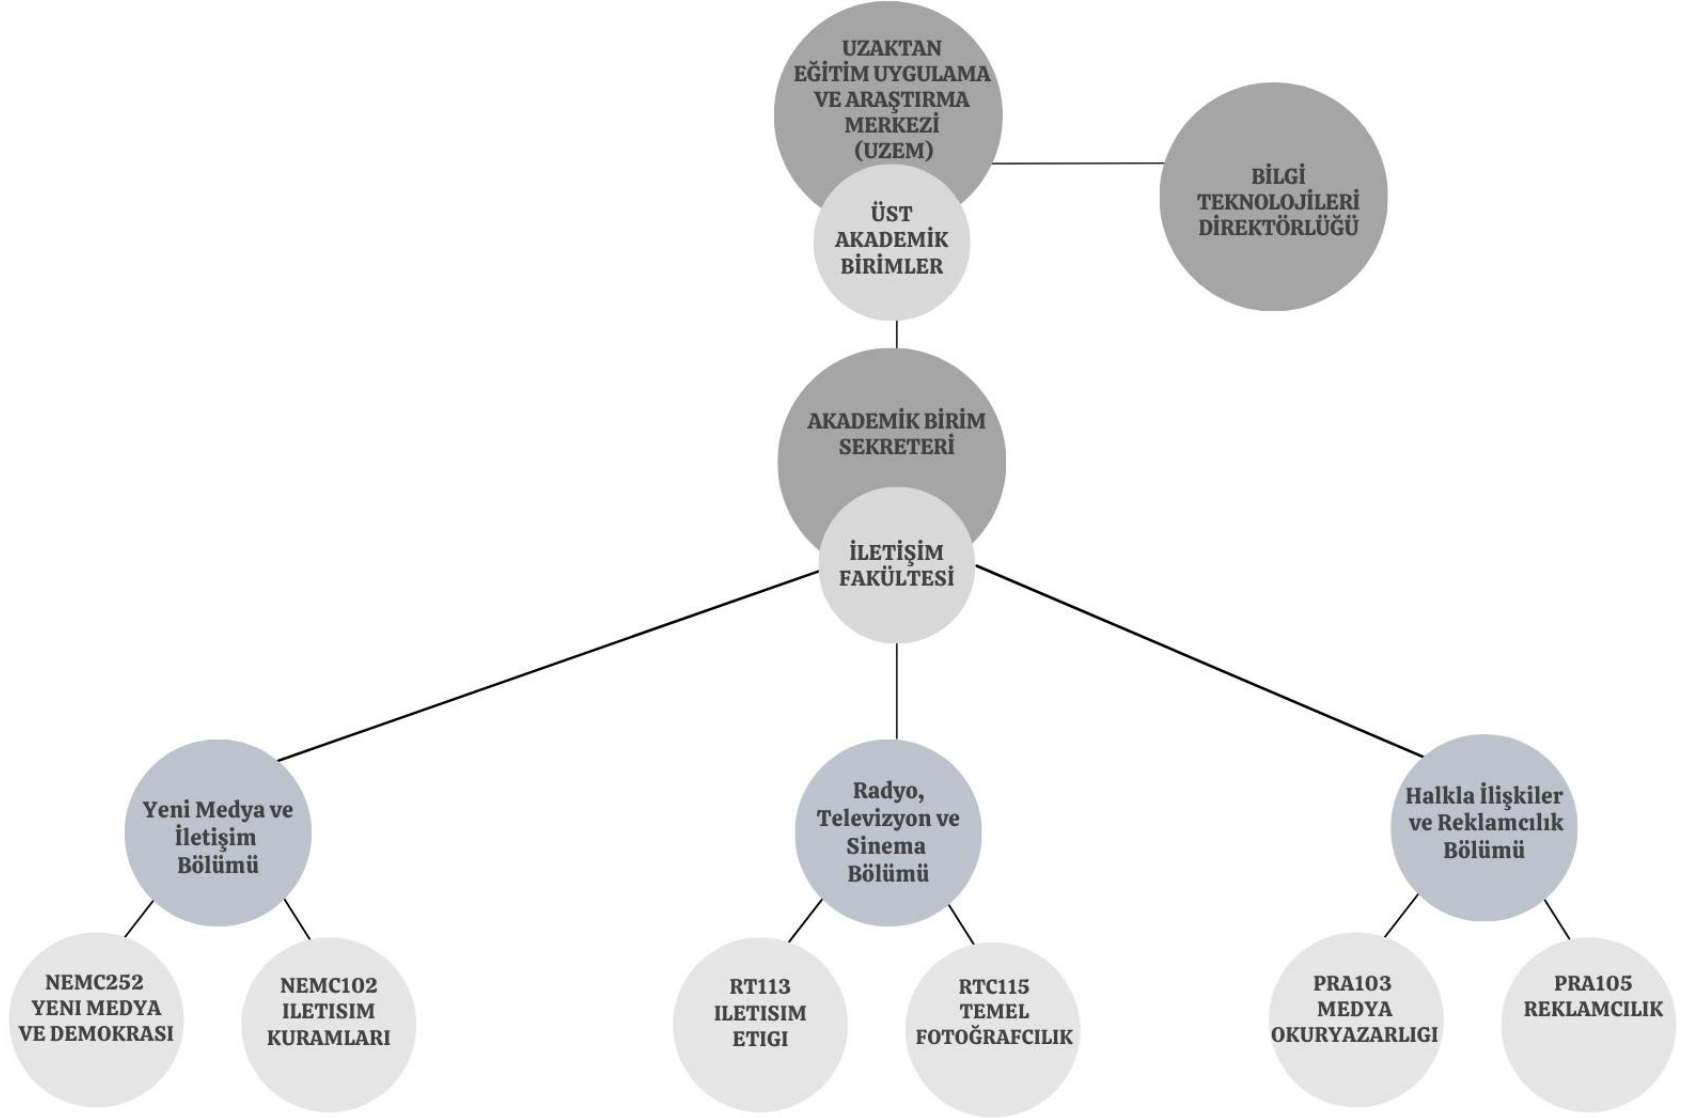 UZAKTAN
EĞİTİM UYGULAMA
VE ARAŞTIRMA
MERKEZİ
(UZEM)
BİLGİ
TEKNOLOJİLERİ
DİREKTÖRLÜĞÜ
ÜST
AKADEMİK
BİRİMLER
AKADEMİK BİRİM
SEKRETERİ
İLETİŞİM
FAKÜLTESİ
Yeni Medya ve
İletişim
Bölümü
Radyo,
Televizyon ve
Sinema
Bölümü
Halkla İlişkiler
ve Reklamcılık
Bölümü
NEMC252
YENI MEDYA
VE DEMOKRASI
NEMC102
ILETISIM
KURAMLARI
RT113
ILETISIM
ETIGI
RTC115
TEMEL
FOTOĞRAFCILIK
PRA103
MEDYA
OKURYAZARLIGI
PRA105
REKLAMCILIK